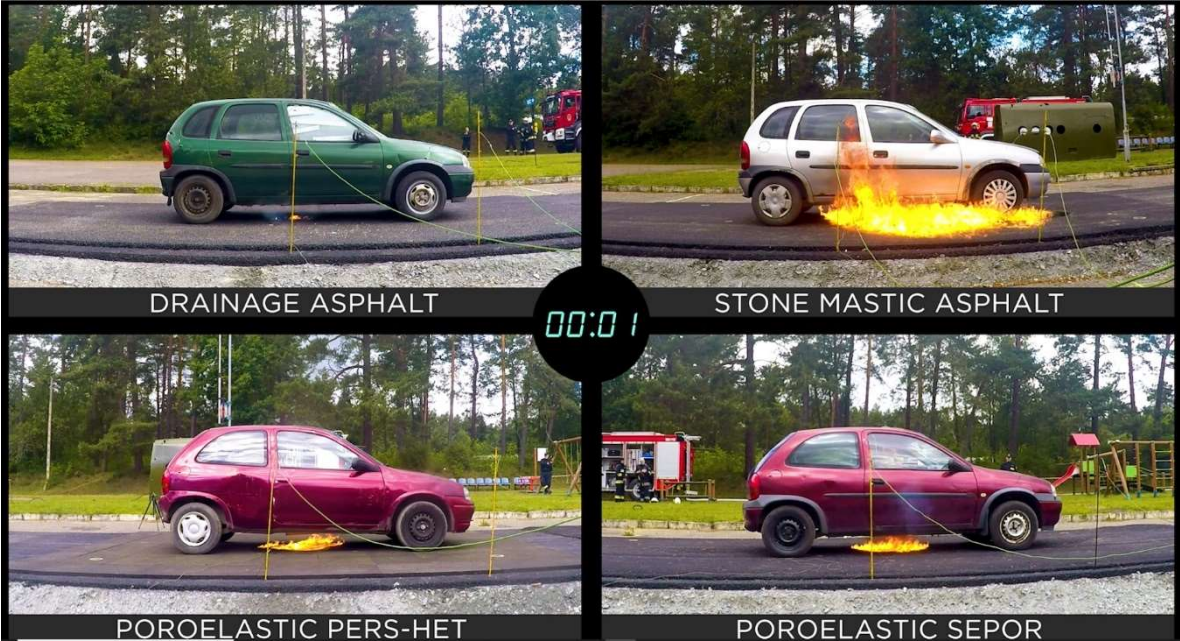 DRAINAGE ASPHALT
STONE MASTIC ASPHALT
00:01
POROELASTIC PERS-HET
POROELASTIC SEPOR